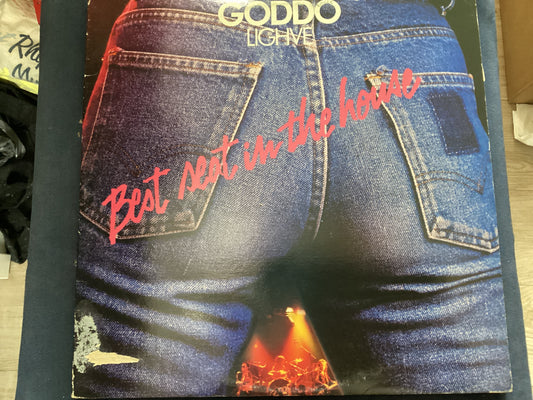 GODDO
LIGHVE
Best seat in the house